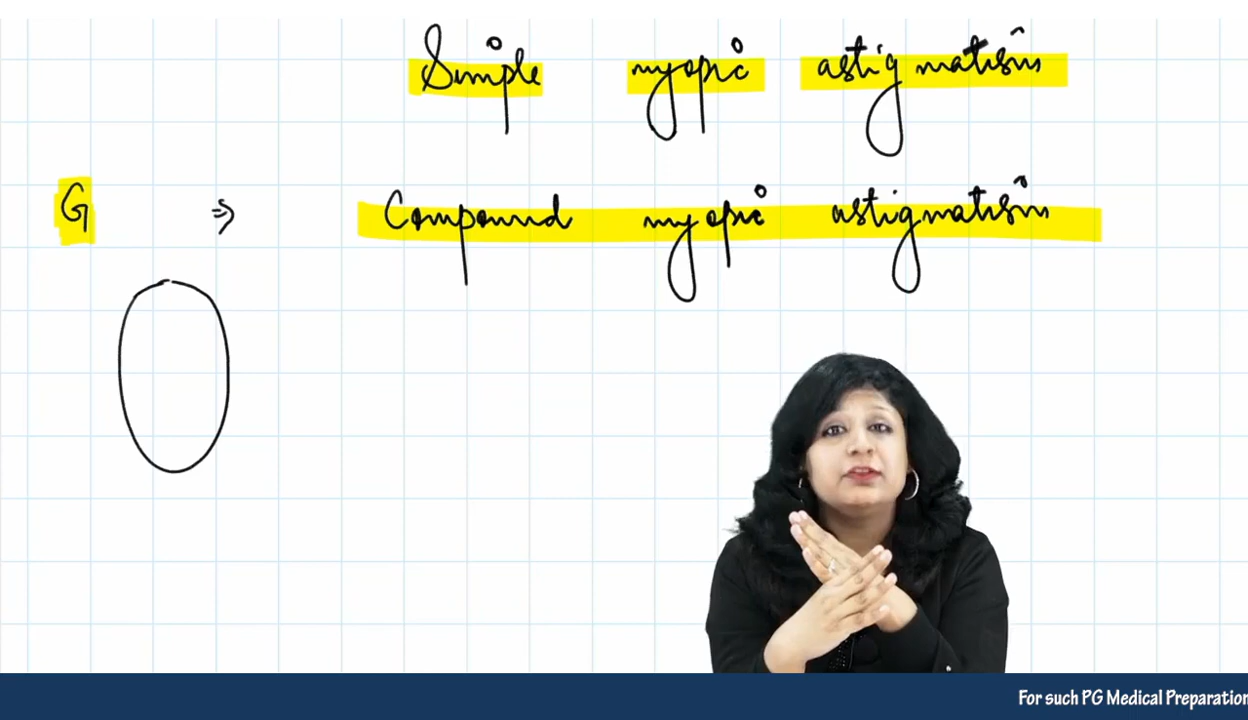 Simple myopic astigmatism
G ⇒ Compound myopic astigmatism
For such PG Medical Preparation